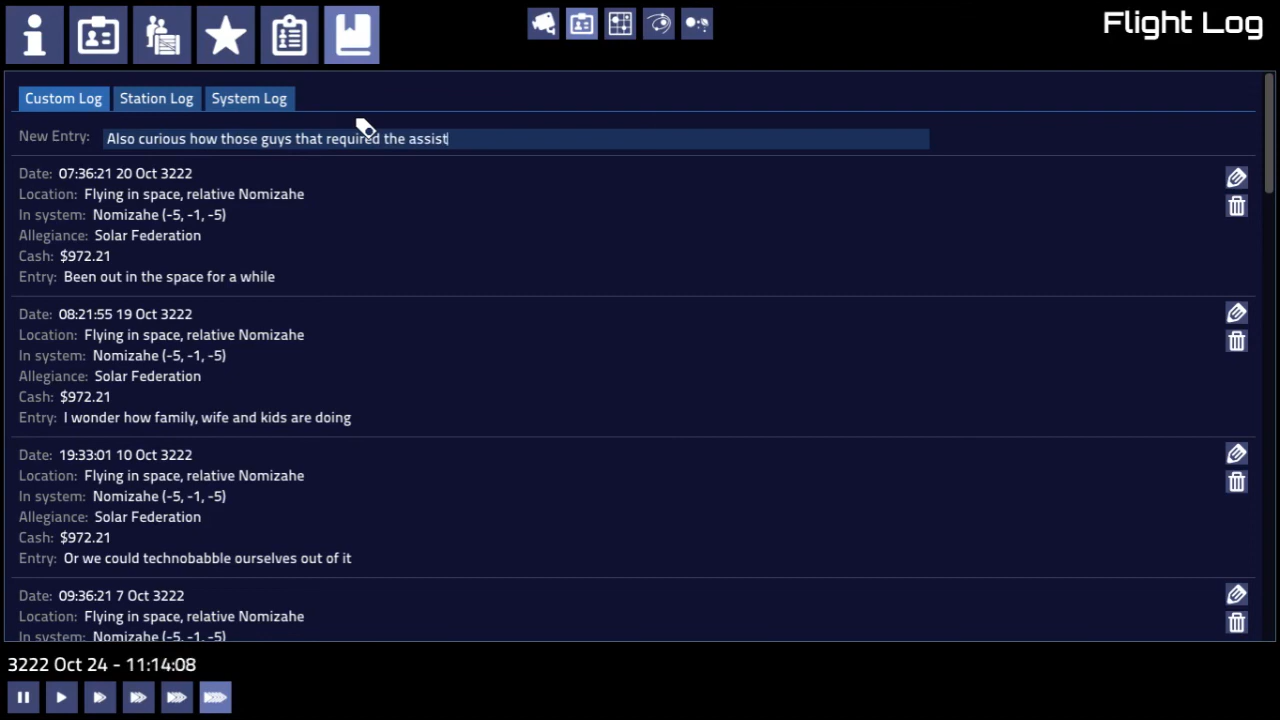 Flight Log
Custom Log Station Log System Log
New Entry: Also curious how those guys that required the assist
Date: 07:36:21 20 Oct 3222
Location: Flying in space, relative Nomizahe
In system: Nomizahe (-5, -1, -5)
Allegiance: Solar Federation
Cash: $972.21
Entry: Been out in the space for a while
Date: 08:21:55 19 Oct 3222
Location: Flying in space, relative Nomizahe
In system: Nomizahe (-5, -1, -5)
Allegiance: Solar Federation
Cash: $972.21
Entry: I wonder how family, wife and kids are doing
Date: 19:33:01 10 Oct 3222
Location: Flying in space, relative Nomizahe
In system: Nomizahe (-5, -1, -5)
Allegiance: Solar Federation
Cash: $972.21
Entry: Or we could technobabble ourselves out of it
Date: 09:36:21 7 Oct 3222
Location: Flying in space, relative Nomizahe
In system: Nomizahe (-5, -1, -5)
3222 Oct 24 - 11:14:08